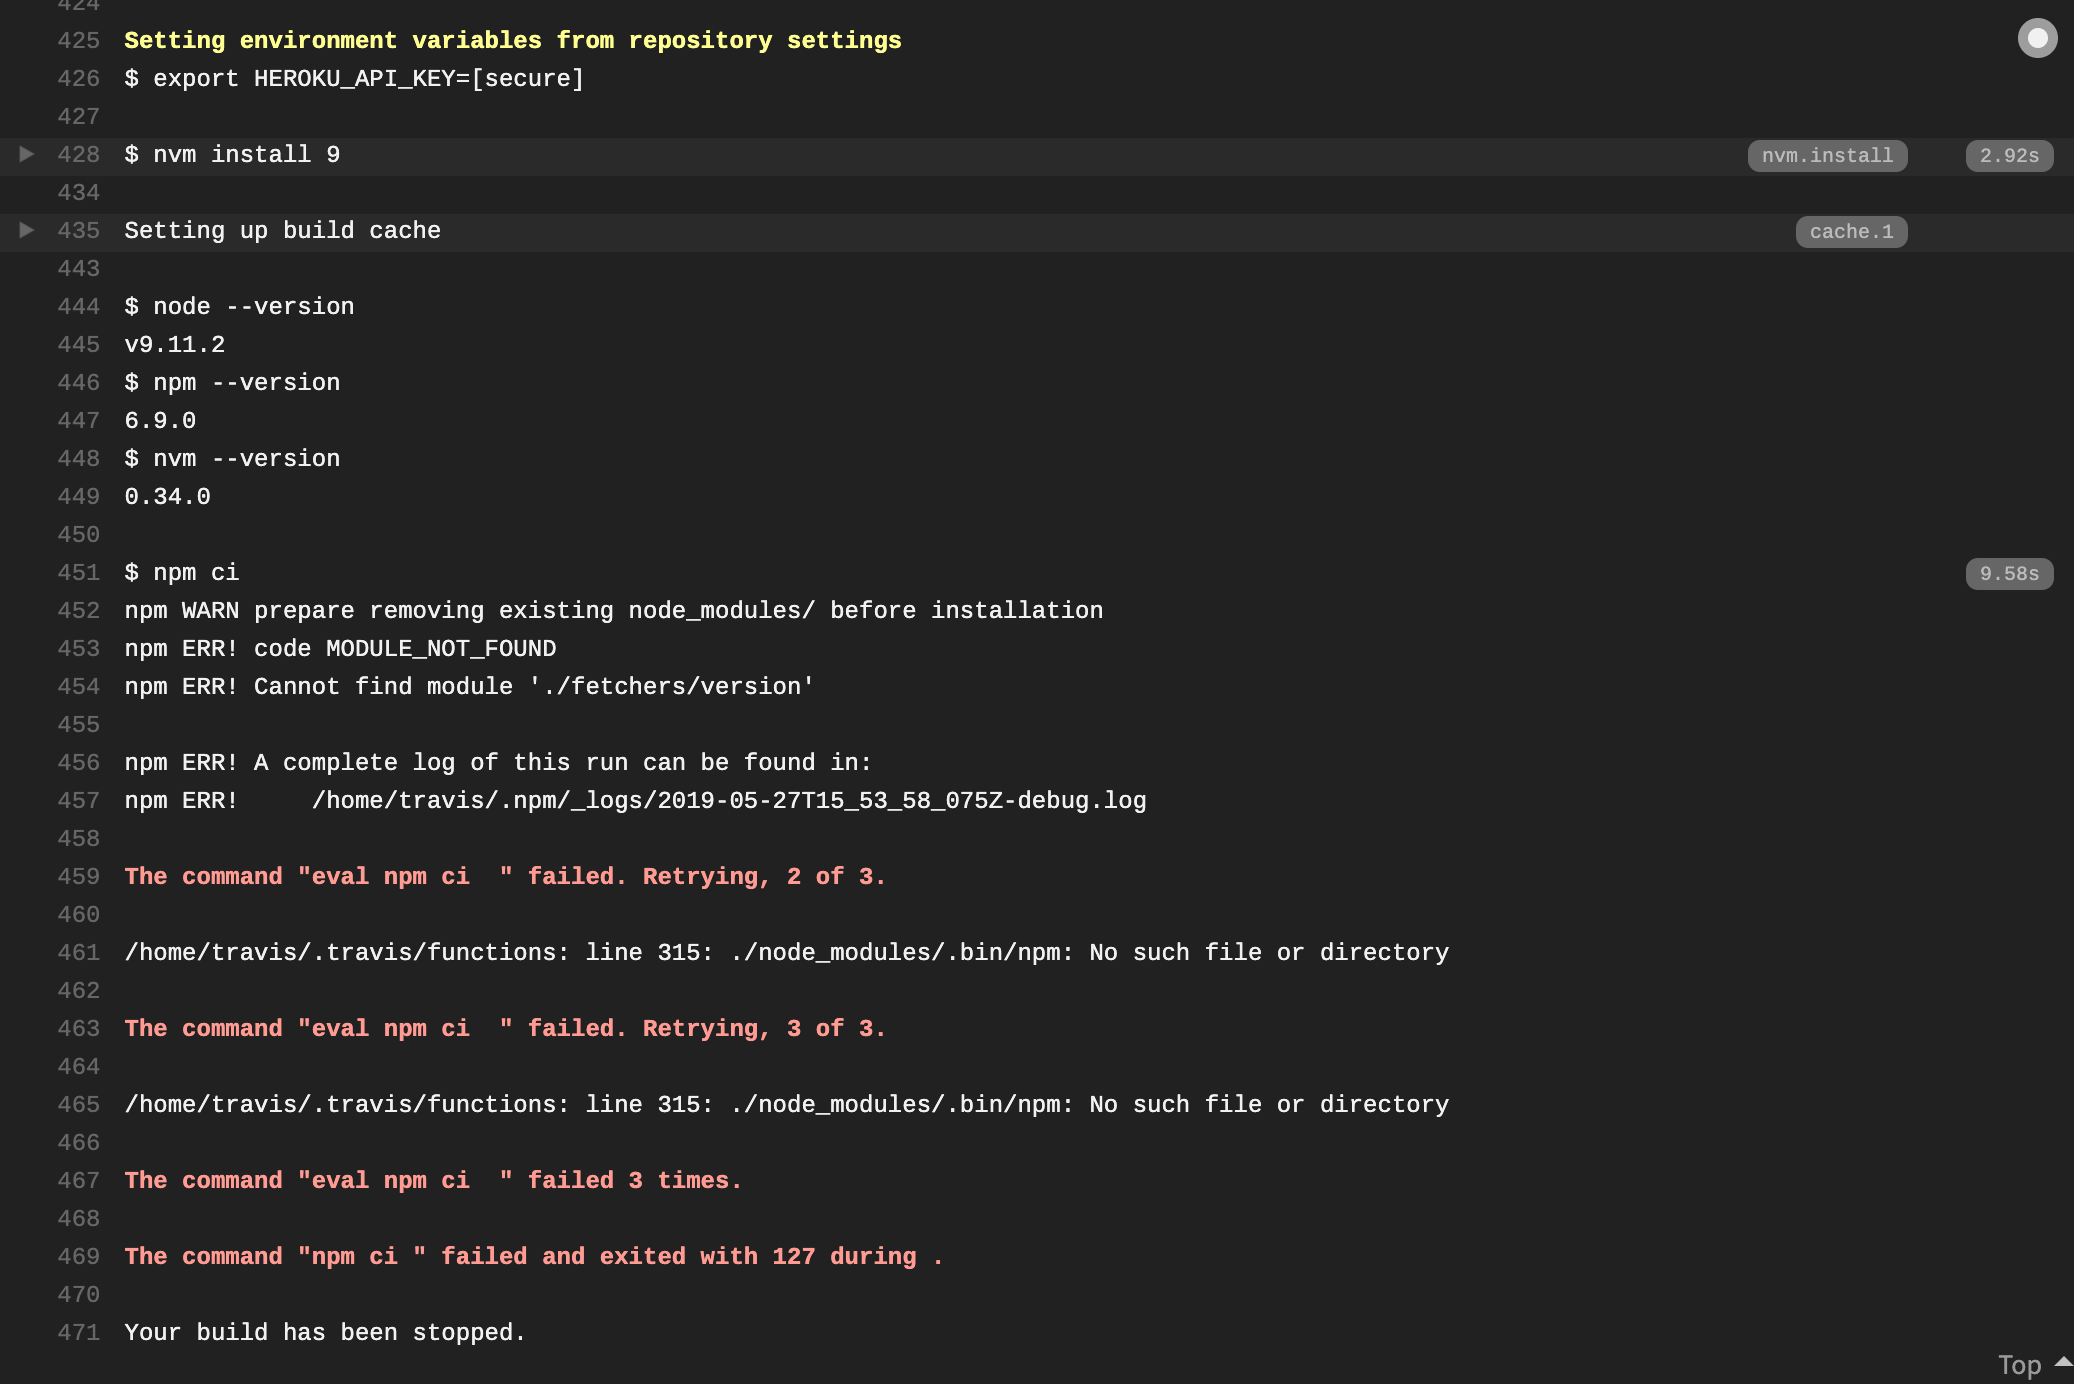 424
425 Setting environment variables from repository settings
426 $ export HEROKU_API_KEY=[secure]
427
428 $ nvm install 9 nvm.install 2.92s
434
435 Setting up build cache cache.1
443
444 $ node --version
445 v9.11.2
446 $ npm --version
447 6.9.0
448 $ nvm --version
449 0.34.0
450
451 $ npm ci 9.58s
452 npm WARN prepare removing existing node_modules/ before installation
453 npm ERR! code MODULE_NOT_FOUND
454 npm ERR! Cannot find module './fetchers/version'
455
456 npm ERR! A complete log of this run can be found in:
457 npm ERR!     /home/travis/.npm/_logs/2019-05-27T15_53_58_075Z-debug.log
458
459 The command "eval npm ci  " failed. Retrying, 2 of 3.
460
461 /home/travis/.travis/functions: line 315: ./node_modules/.bin/npm: No such file or directory
462
463 The command "eval npm ci  " failed. Retrying, 3 of 3.
464
465 /home/travis/.travis/functions: line 315: ./node_modules/.bin/npm: No such file or directory
466
467 The command "eval npm ci  " failed 3 times.
468
469 The command "npm ci " failed and exited with 127 during .
470
471 Your build has been stopped.
Top